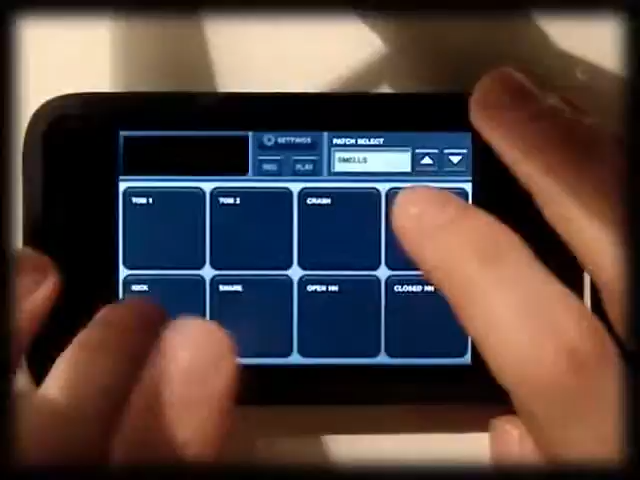 SETTINGS
PATCH SELECT
REC
PLAY
SMELLS
TOM 1
TOM 2
CRASH
KICK
SNARE
OPEN HH
CLOSED HH